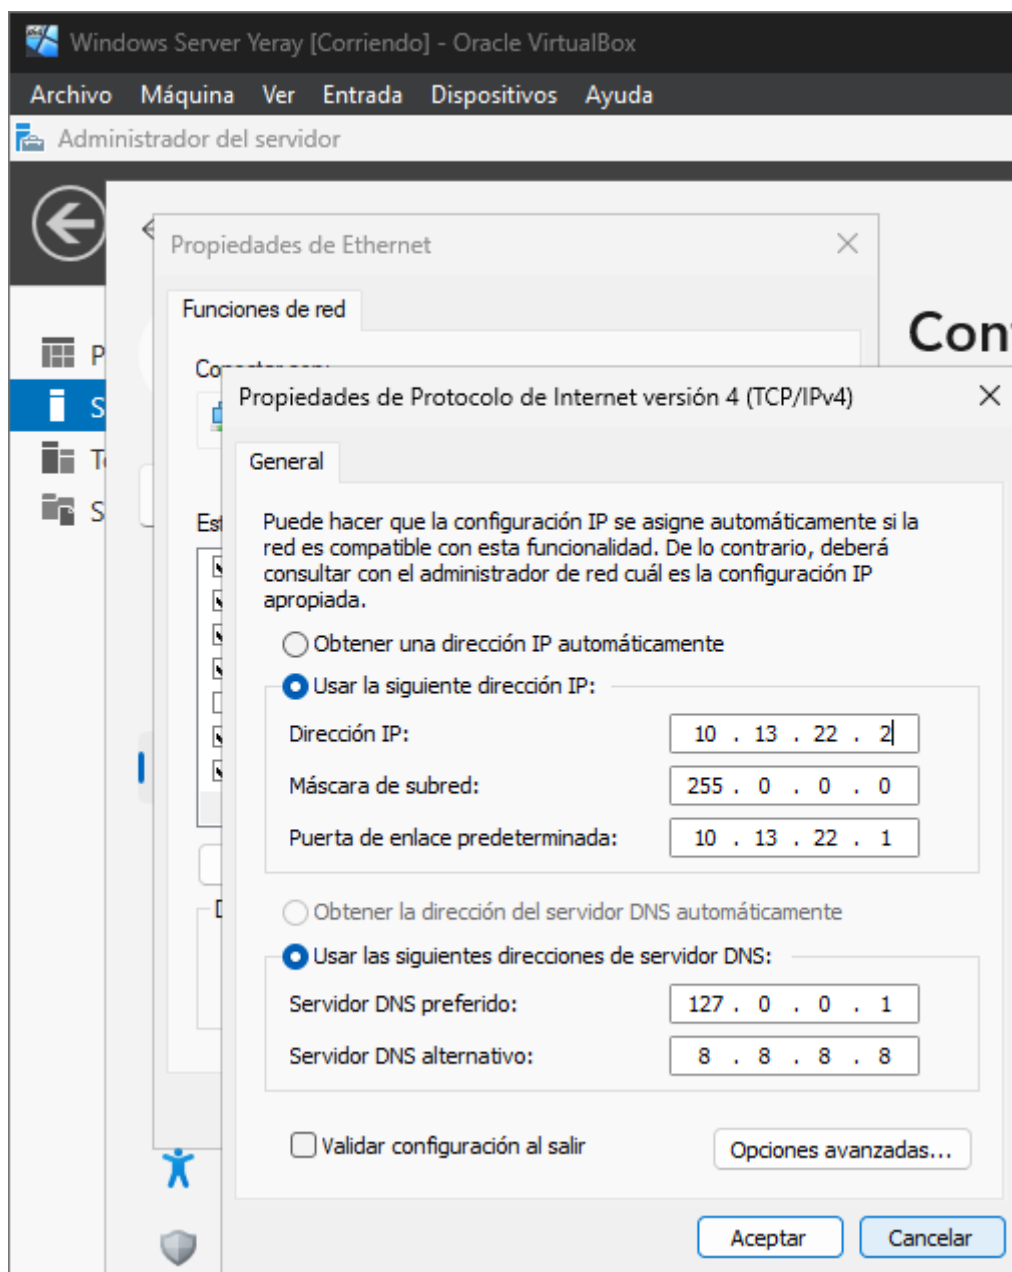 Windows Server Yeray [Corriendo] - Oracle VirtualBox
Archivo Máquina Ver Entrada Dispositivos Ayuda
Administrador del servidor
Propiedades de Ethernet
Funciones de red
Propiedades de Protocolo de Internet versión 4 (TCP/IPv4)
General
Puede hacer que la configuración IP se asigne automáticamente si la
red es compatible con esta funcionalidad. De lo contrario, deberá
consultar con el administrador de red cuál es la configuración IP
apropiada.
Obtener una dirección IP automáticamente
Usar la siguiente dirección IP:
Dirección IP: 10 . 13 . 22 . 2
Máscara de subred: 255 . 0 . 0 . 0
Puerta de enlace predeterminada: 10 . 13 . 22 . 1
Obtener la dirección del servidor DNS automáticamente
Usar las siguientes direcciones de servidor DNS:
Servidor DNS preferido: 127 . 0 . 0 . 1
Servidor DNS alternativo: 8 . 8 . 8 . 8
Validar configuración al salir
Opciones avanzadas...
Aceptar Cancelar